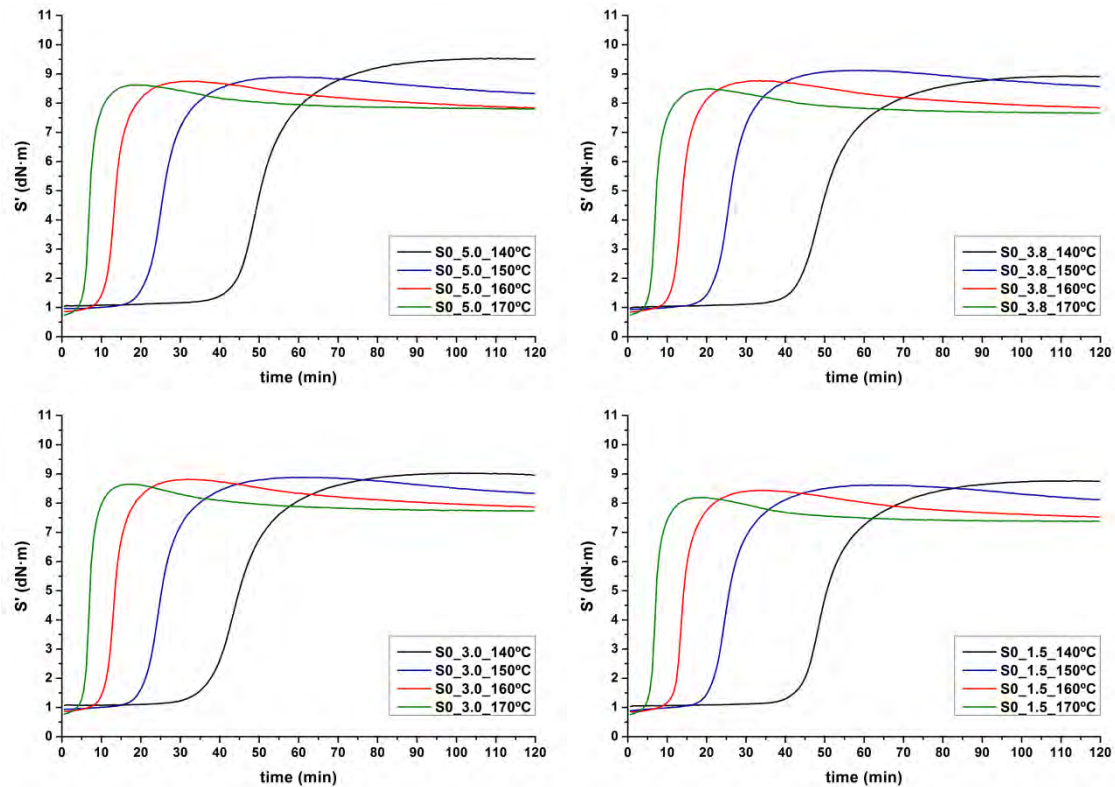 11
10
9
8
7
6
5
4
3
2
1
0
S' (dN·m)
S0_5.0_140ºC
S0_5.0_150ºC
S0_5.0_160ºC
S0_5.0_170ºC
0 10 20 30 40 50 60 70 80 90 100 110 120
time (min)
11
10
9
8
7
6
5
4
3
2
1
0
S' (dN·m)
S0_3.8_140ºC
S0_3.8_150ºC
S0_3.8_160ºC
S0_3.8_170ºC
0 10 20 30 40 50 60 70 80 90 100 110 120
time (min)
11
10
9
8
7
6
5
4
3
2
1
0
S' (dN·m)
S0_3.0_140ºC
S0_3.0_150ºC
S0_3.0_160ºC
S0_3.0_170ºC
0 10 20 30 40 50 60 70 80 90 100 110 120
time (min)
11
10
9
8
7
6
5
4
3
2
1
0
S' (dN·m)
S0_1.5_140ºC
S0_1.5_150ºC
S0_1.5_160ºC
S0_1.5_170ºC
0 10 20 30 40 50 60 70 80 90 100 110 120
time (min)